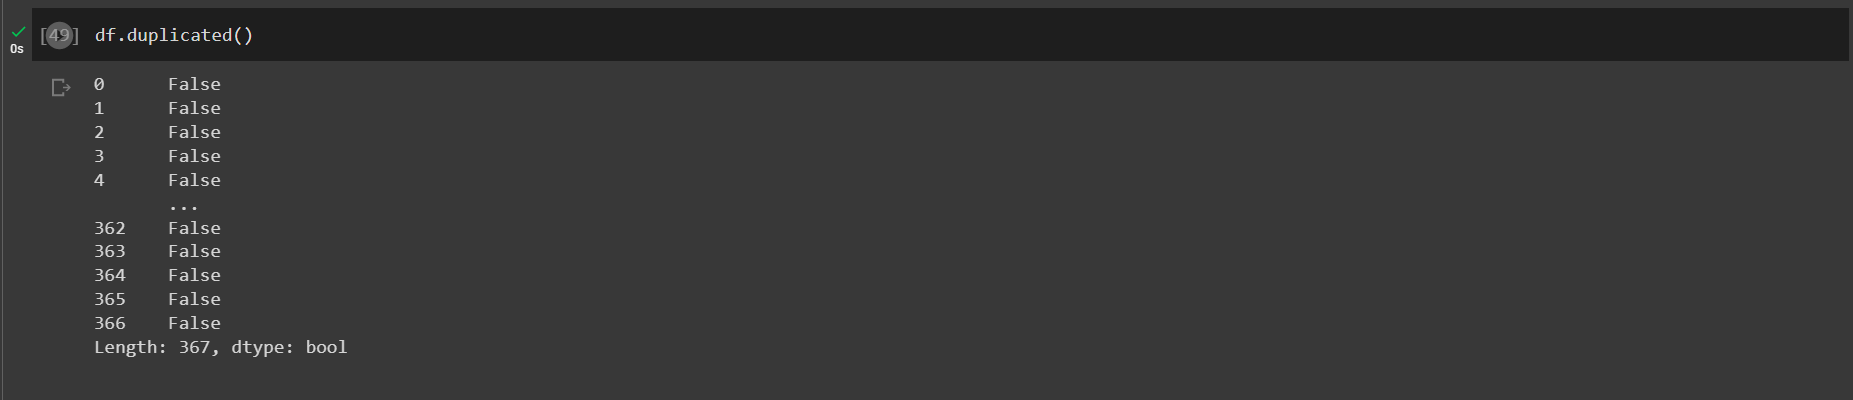 [49] df.duplicated()
0s
0 False
1 False
2 False
3 False
4 False
...
362 False
363 False
364 False
365 False
366 False
Length: 367, dtype: bool